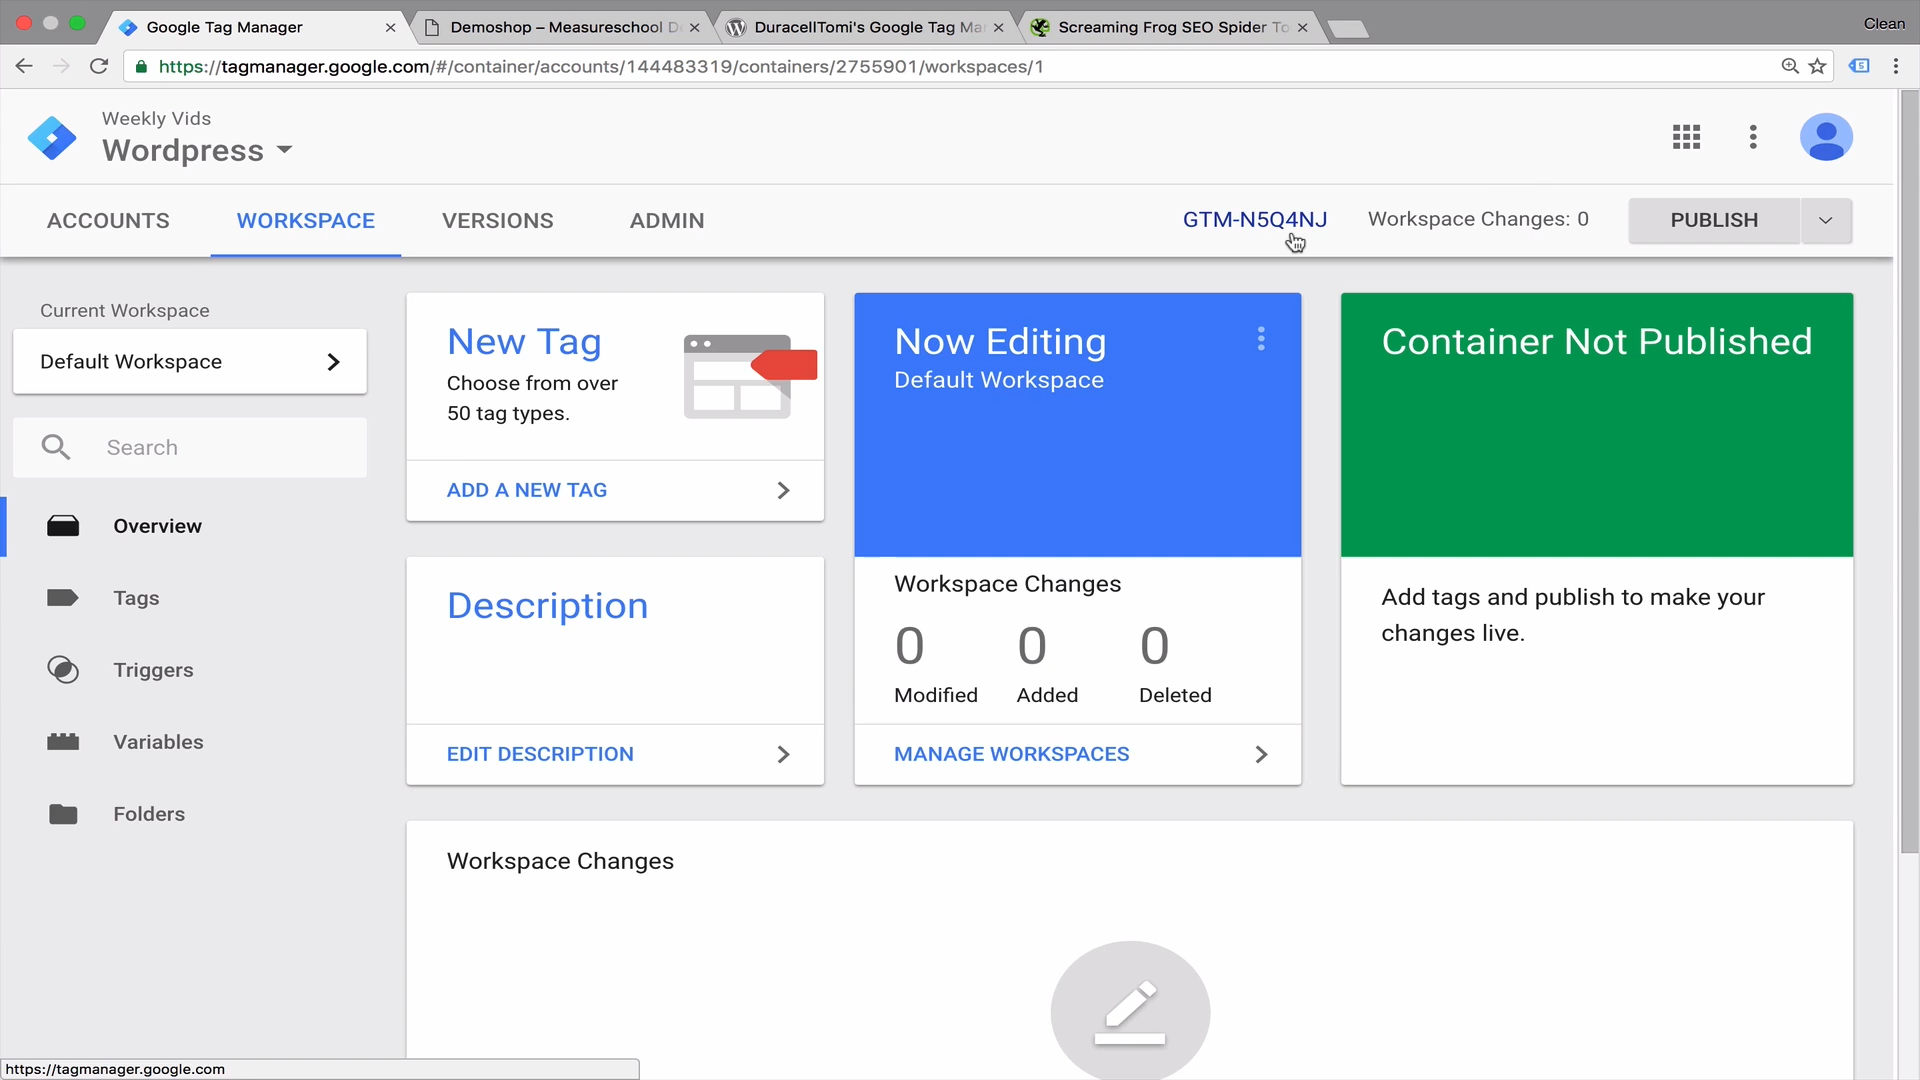 Google Tag Manager
Demoshop – Measureschool D
DuracellTomi's Google Tag Ma
Screaming Frog SEO Spider To
Clean
https://tagmanager.google.com/#/container/accounts/144483319/containers/2755901/workspaces/1
Weekly Vids
Wordpress
ACCOUNTS
WORKSPACE
VERSIONS
ADMIN
GTM-N5Q4NJ
Workspace Changes: 0
PUBLISH
Current Workspace
Default Workspace
Search
Overview
Tags
Triggers
Variables
Folders
New Tag
Choose from over
50 tag types.
ADD A NEW TAG
Description
EDIT DESCRIPTION
Now Editing
Default Workspace
Workspace Changes
0 0 0
Modified Added Deleted
MANAGE WORKSPACES
Container Not Published
Add tags and publish to make your
changes live.
Workspace Changes
https://tagmanager.google.com